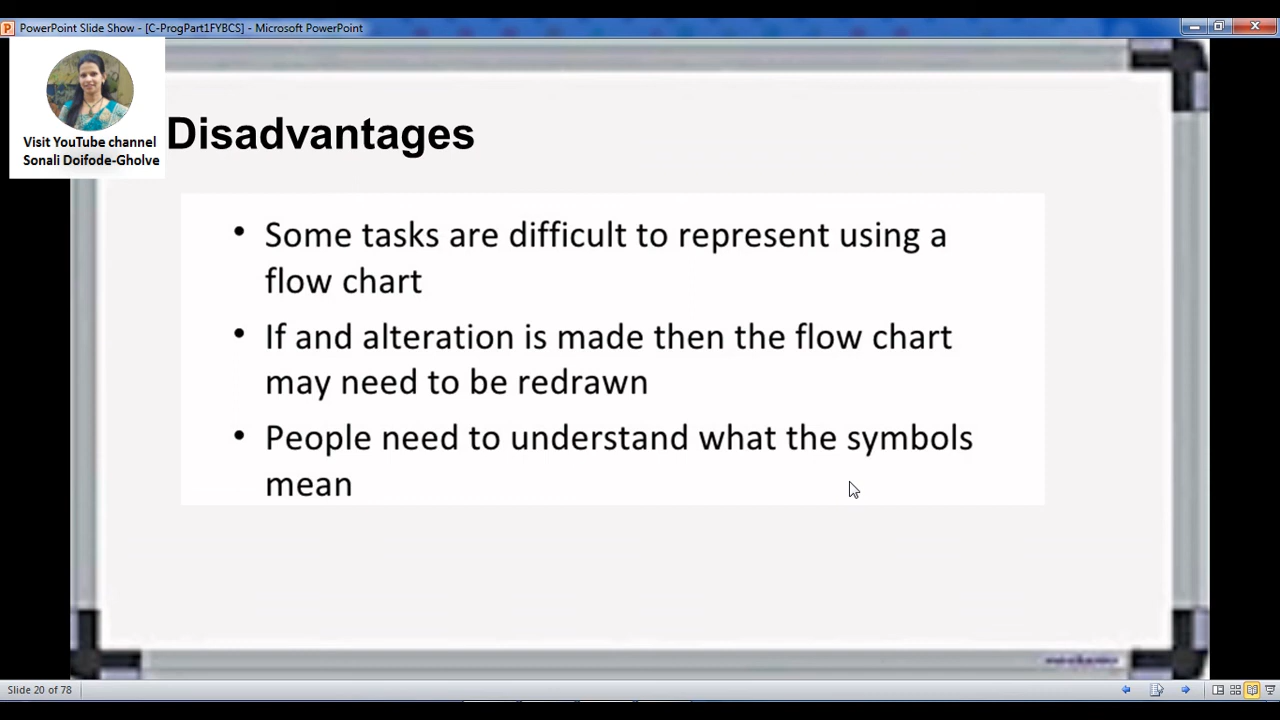 PowerPoint Slide Show - [C-ProgPart1FYBCS] - Microsoft PowerPoint
Visit YouTube channel
Sonali Doifode-Gholve
Disadvantages
• Some tasks are difficult to represent using a
flow chart
• If and alteration is made then the flow chart
may need to be redrawn
• People need to understand what the symbols
mean
Slide 20 of 78